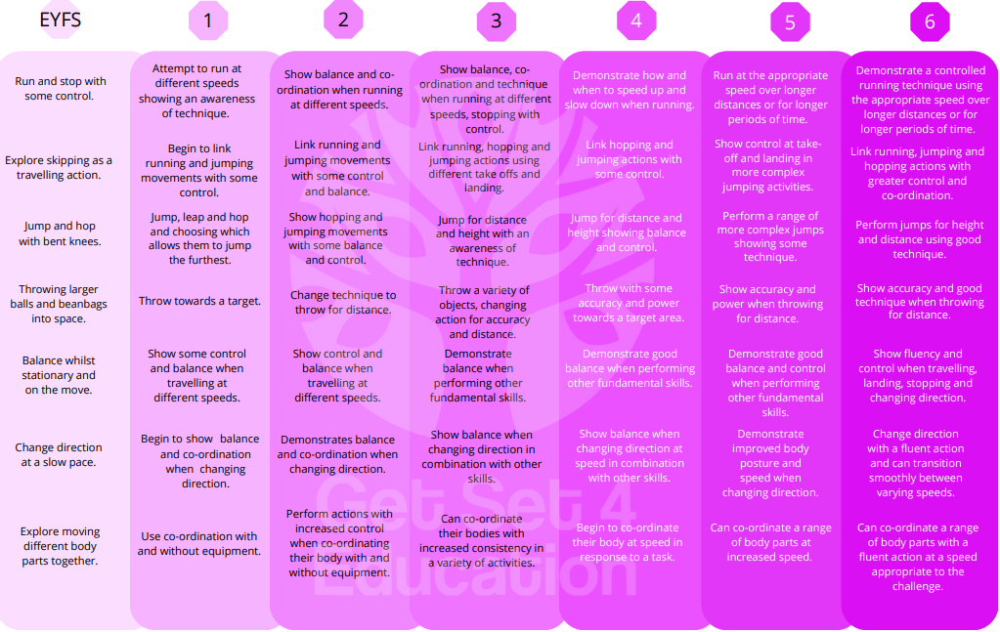 EYFS
1
2
3
4
5
6
Run and stop with
some control.
Explore skipping as a
travelling action.
Jump and hop
with bent knees.
Throwing larger
balls and beanbags
into space.
Balance whilst
stationary and
on the move.
Change direction
at a slow pace.
Explore moving
different body
parts together.
Attempt to run at
different speeds
showing an awareness
of technique.
Begin to link
running and jumping
movements with some
control.
Jump, leap and hop
and choosing which
allows them to jump
the furthest.
Throw towards a target.
Show some control
and balance when
travelling at
different speeds.
Begin to show balance
and co-ordination
when changing
direction.
Use co-ordination with
and without equipment.
Show balance and co-
ordination when running
at different speeds.
Link running and
jumping movements
with some control
and balance.
Show hopping and
jumping movements
with some balance
and control.
Change technique to
throw for distance.
Show control and
balance when
travelling at
different speeds.
Demonstrates balance
and co-ordination when
changing direction.
Perform actions with
increased control
when co-ordinating
their body with and
without equipment.
Show balance, co-
ordination and technique
when running at different
speeds, stopping with
control.
Link running, hopping and
jumping actions using
different take offs and
landing.
Jump for distance
and height with an
awareness of
technique.
Throw a variety of
objects, changing
action for accuracy
and distance.
Demonstrate
balance when
performing other
fundamental skills.
Show balance when
changing direction in
combination with other
skills.
Can co-ordinate
their bodies with
increased consistency in
a variety of activities.
Demonstrate how and
when to speed up and
slow down when running.
Link hopping and
jumping actions with
some control.
Jump for distance and
height showing balance
and control.
Throw with some
accuracy and power
towards a target area.
Demonstrate good
balance when performing
other fundamental skills.
Show balance when
changing direction at
speed in combination
with other skills.
Begin to co-ordinate
their body at speed in
response to a task.
Run at the appropriate
speed over longer
distances or for longer
periods of time.
Show control at take-
off and landing in
more complex
jumping activities.
Perform a range of
more complex jumps
showing some
technique.
Show accuracy and
power when throwing
for distance.
Demonstrate good
balance and control
when performing
other fundamental
skills.
Demonstrate
improved body
posture and
speed when
changing direction.
Can co-ordinate a range
of body parts at
increased speed.
Demonstrate a controlled
running technique using
the appropriate speed over
longer distances or for
longer periods of time.
Link running, jumping and
hopping actions with
greater control and
co-ordination.
Perform jumps for height
and distance using good
technique.
Show accuracy and good
technique when throwing
for distance.
Show fluency and
control when travelling,
landing, stopping and
changing direction.
Change direction
with a fluent action
and can transition
smoothly between
varying speeds.
Can co-ordinate a range
of body parts with a
fluent action at a speed
appropriate to the
challenge.
Get Set 4
Education